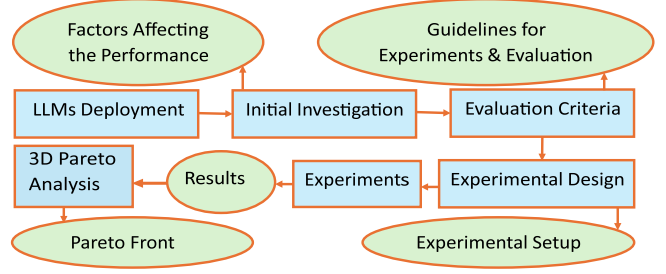 Factors Affecting
the Performance
Guidelines for
Experiments & Evaluation
LLMs Deployment
Initial Investigation
Evaluation Criteria
3D Pareto
Analysis
Results
Experiments
Experimental Design
Pareto Front
Experimental Setup